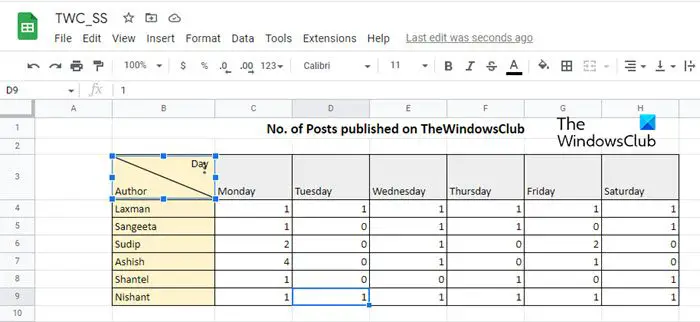 TWC_SS
File Edit View Insert Format Data Tools Extensions Help Last edit was seconds ago
100% $ % .0 .00 123 Calibri 11 B I S A
D9 fx 1
A B C D E F G H
1 No. of Posts published on TheWindowsClub
The
WindowsClub
2
3 Day
Author Monday Tuesday Wednesday Thursday Friday Saturday
4 Laxman 1 1 1 1 1 1
5 Sangeeta 1 0 1 1 0 1
6 Sudip 2 0 1 0 2 0
7 Ashish 4 0 1 0 1 0
8 Shantel 1 0 0 1 0 1
9 Nishant 1 1 1 1 1 1
10